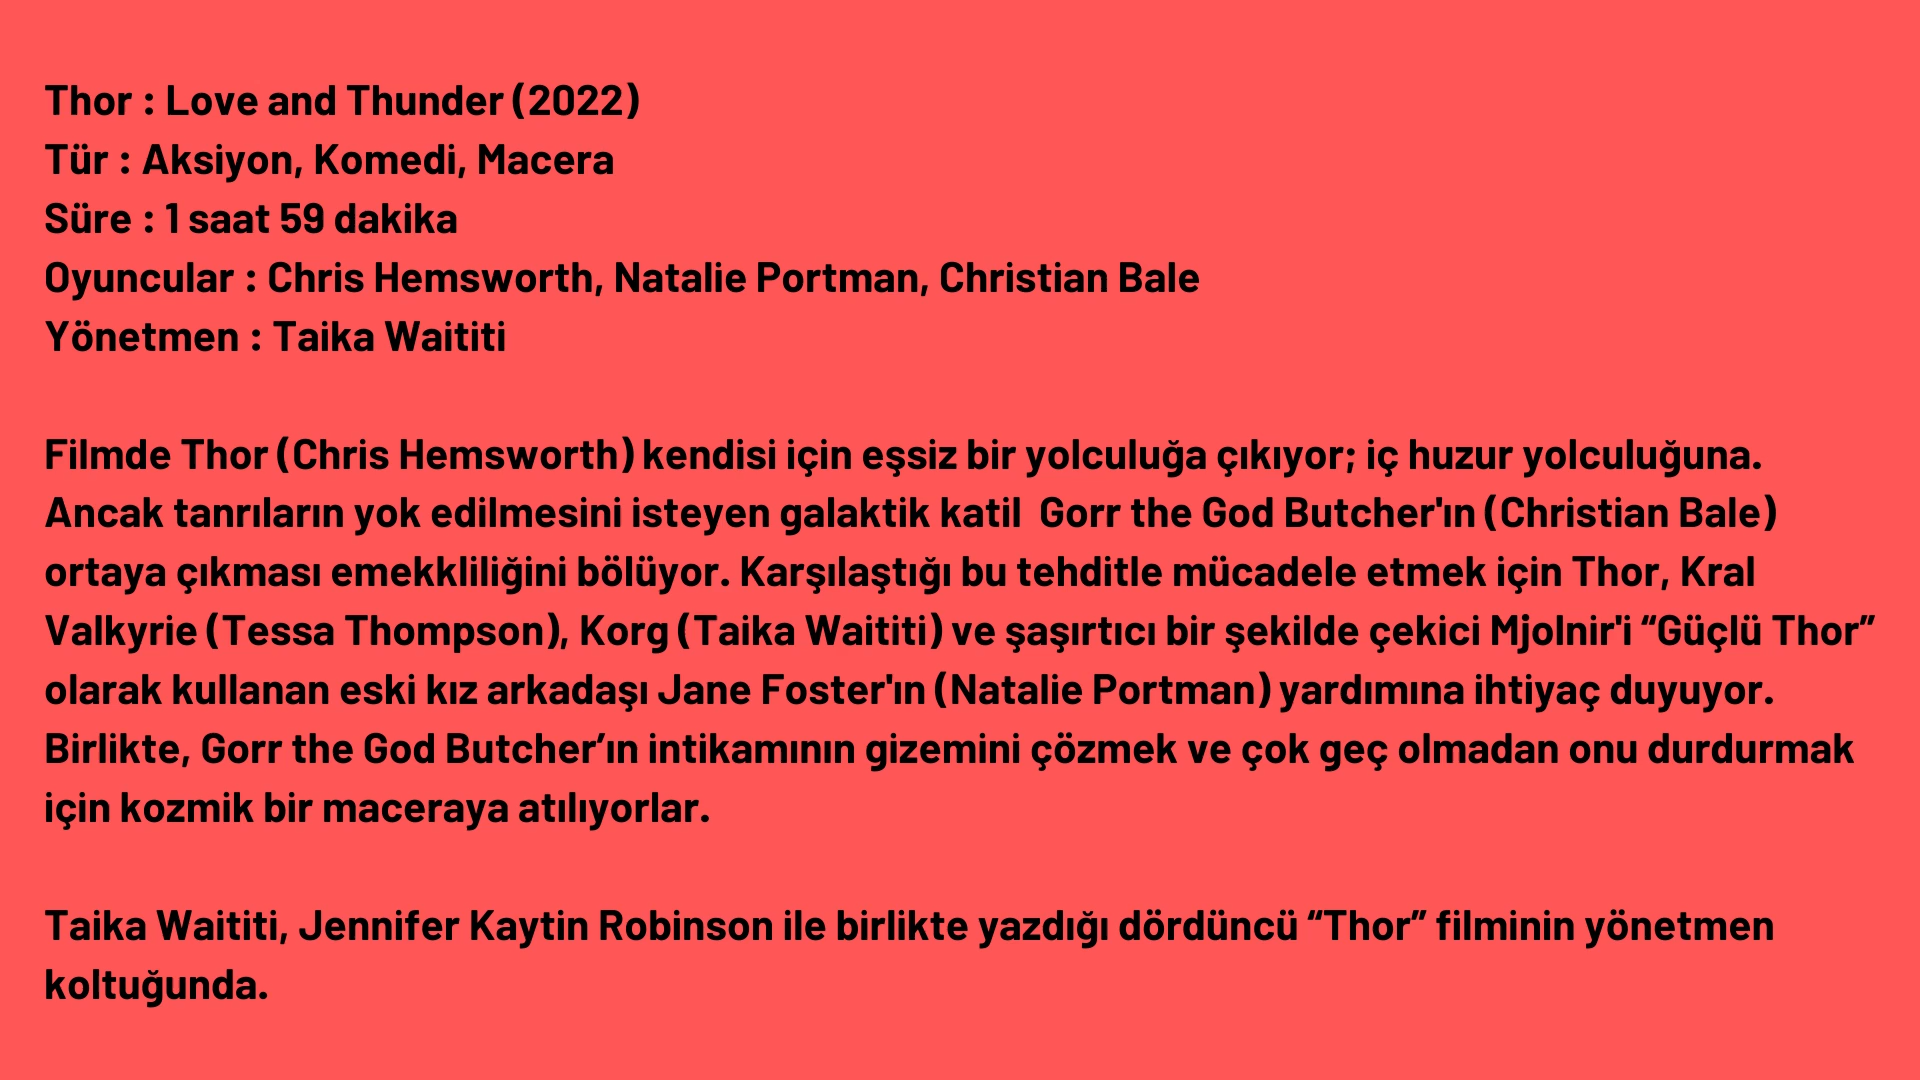 Thor : Love and Thunder (2022)
Tür : Aksiyon, Komedi, Macera
Süre : 1 saat 59 dakika
Oyuncular : Chris Hemsworth, Natalie Portman, Christian Bale
Yönetmen : Taika Waititi
Filmde Thor (Chris Hemsworth) kendisi için eşsiz bir yolculuğa çıkıyor; iç huzur yolculuğuna.
Ancak tanrıların yok edilmesini isteyen galaktik katil  Gorr the God Butcher'ın (Christian Bale)
ortaya çıkması emekkliliğini bölüyor. Karşılaştığı bu tehditle mücadele etmek için Thor, Kral
Valkyrie (Tessa Thompson), Korg (Taika Waititi) ve şaşırtıcı bir şekilde çekici Mjolnir'i “Güçlü Thor”
olarak kullanan eski kız arkadaşı Jane Foster'ın (Natalie Portman) yardımına ihtiyaç duyuyor.
Birlikte, Gorr the God Butcher’ın intikamının gizemini çözmek ve çok geç olmadan onu durdurmak
için kozmik bir maceraya atılıyorlar.
Taika Waititi, Jennifer Kaytin Robinson ile birlikte yazdığı dördüncü “Thor” filminin yönetmen
koltuğunda.